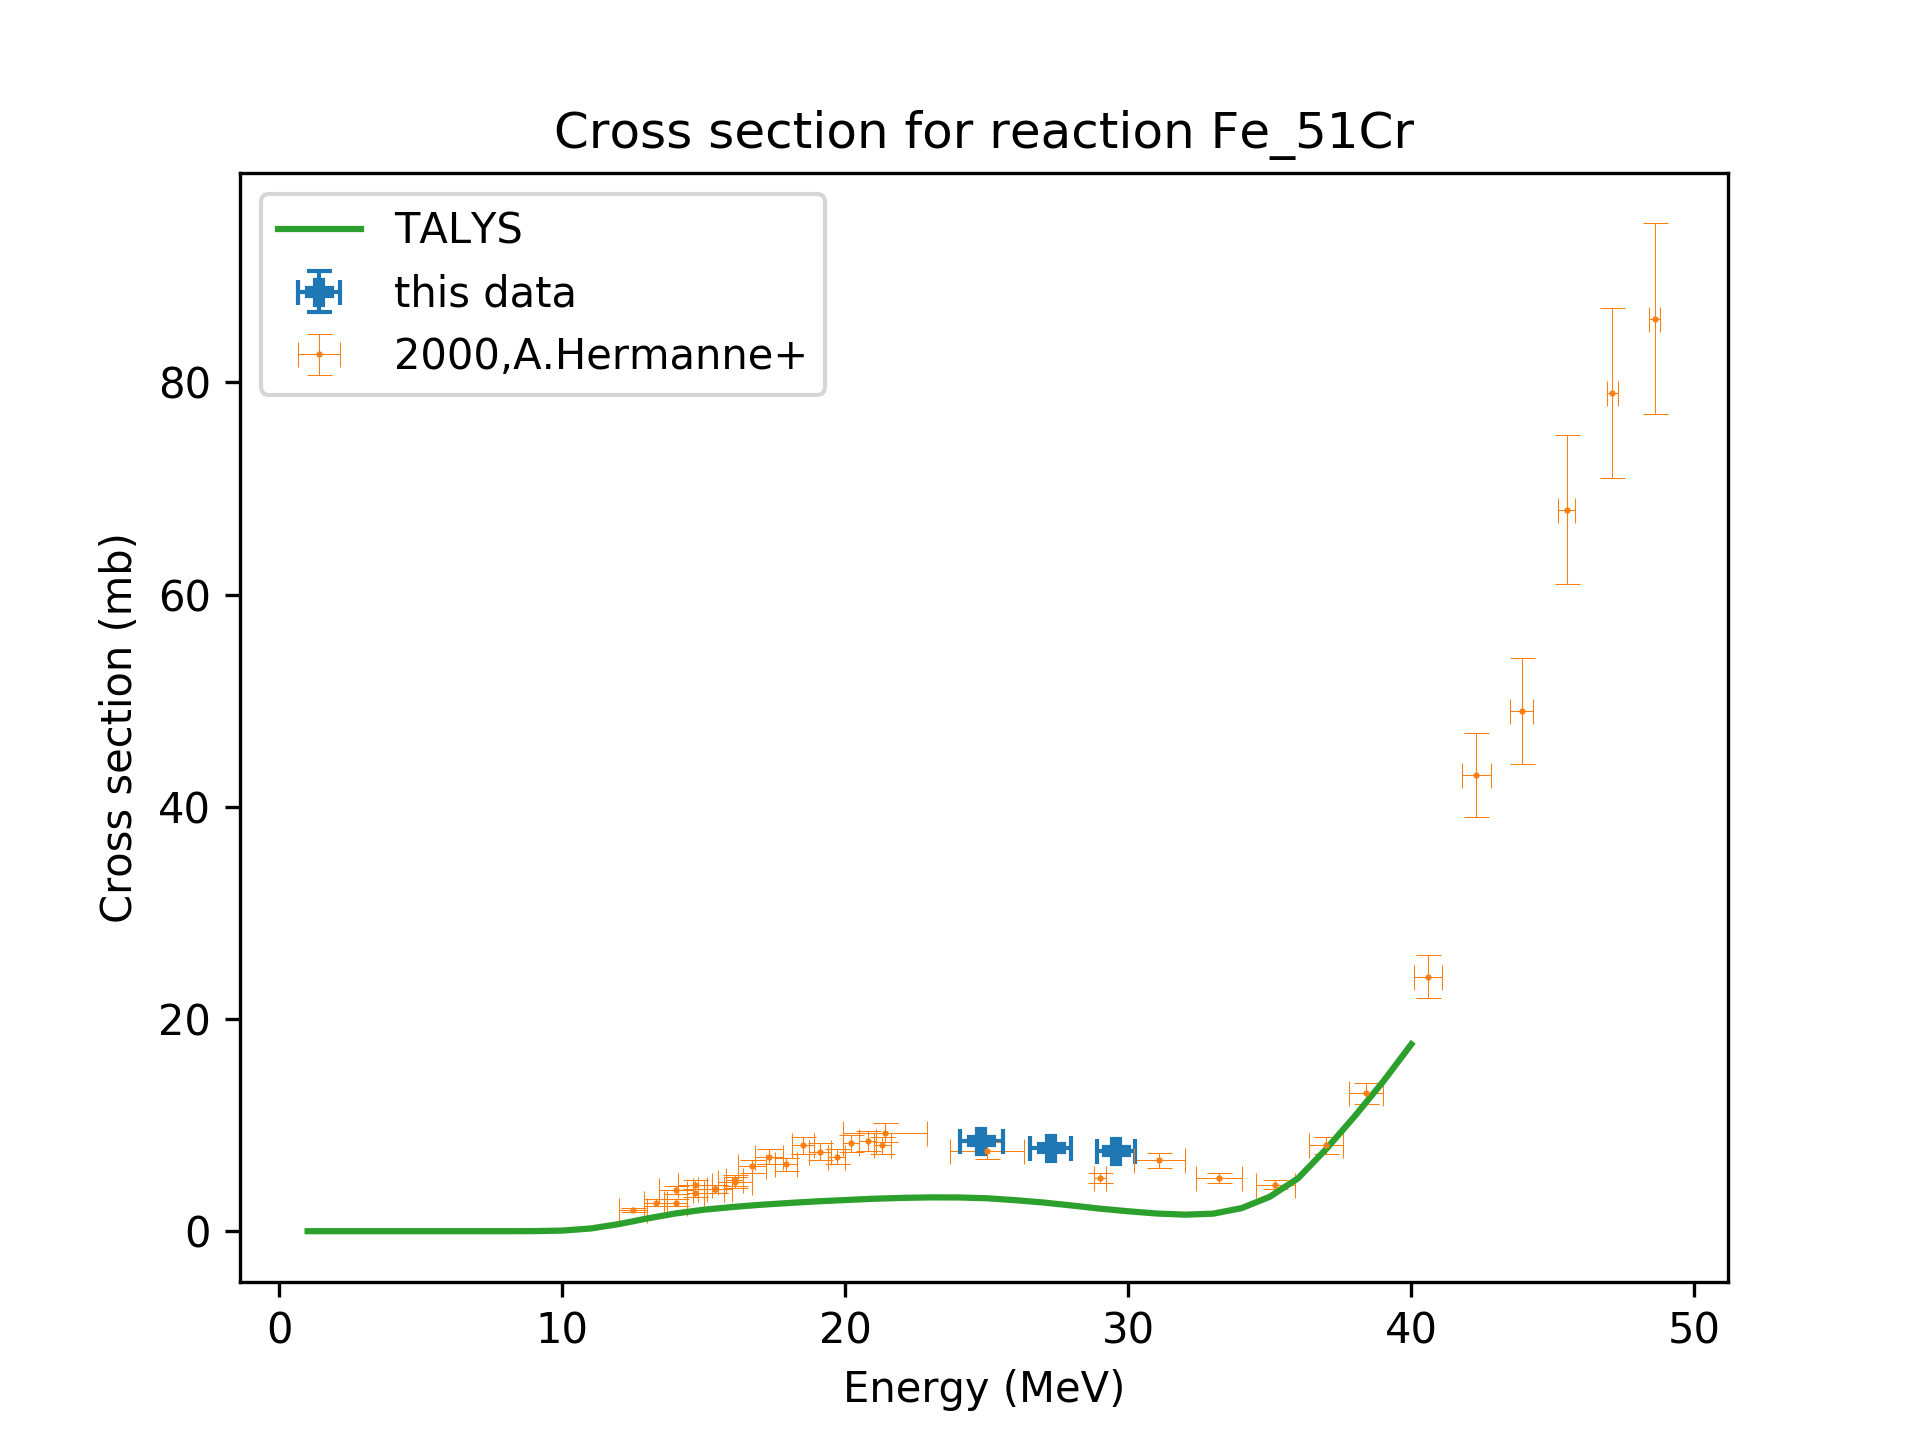 Cross section for reaction Fe_51Cr
TALYS
this data
2000,A.Hermanne+
Cross section (mb)
80
60
40
20
0
0 10 20 30 40 50
Energy (MeV)